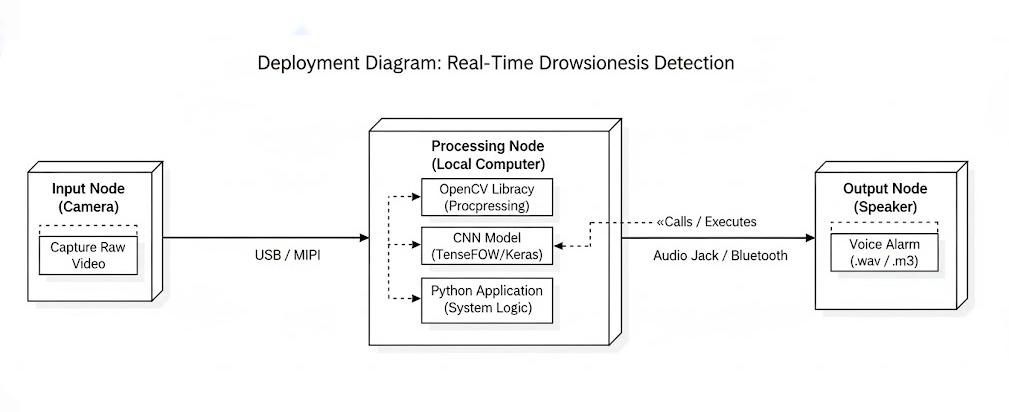 Deployment Diagram: Real-Time Drowsionesis Detection
Input Node
(Camera)
Capture Raw
Video
USB / MIPI
Processing Node
(Local Computer)
OpenCV Libracy
(Procpressing)
CNN Model
(TenseFOW/Keras)
Python Application
(System Logic)
«Calls / Executes
Audio Jack / Bluetooth
Output Node
(Speaker)
Voice Alarm
(.wav / .m3)